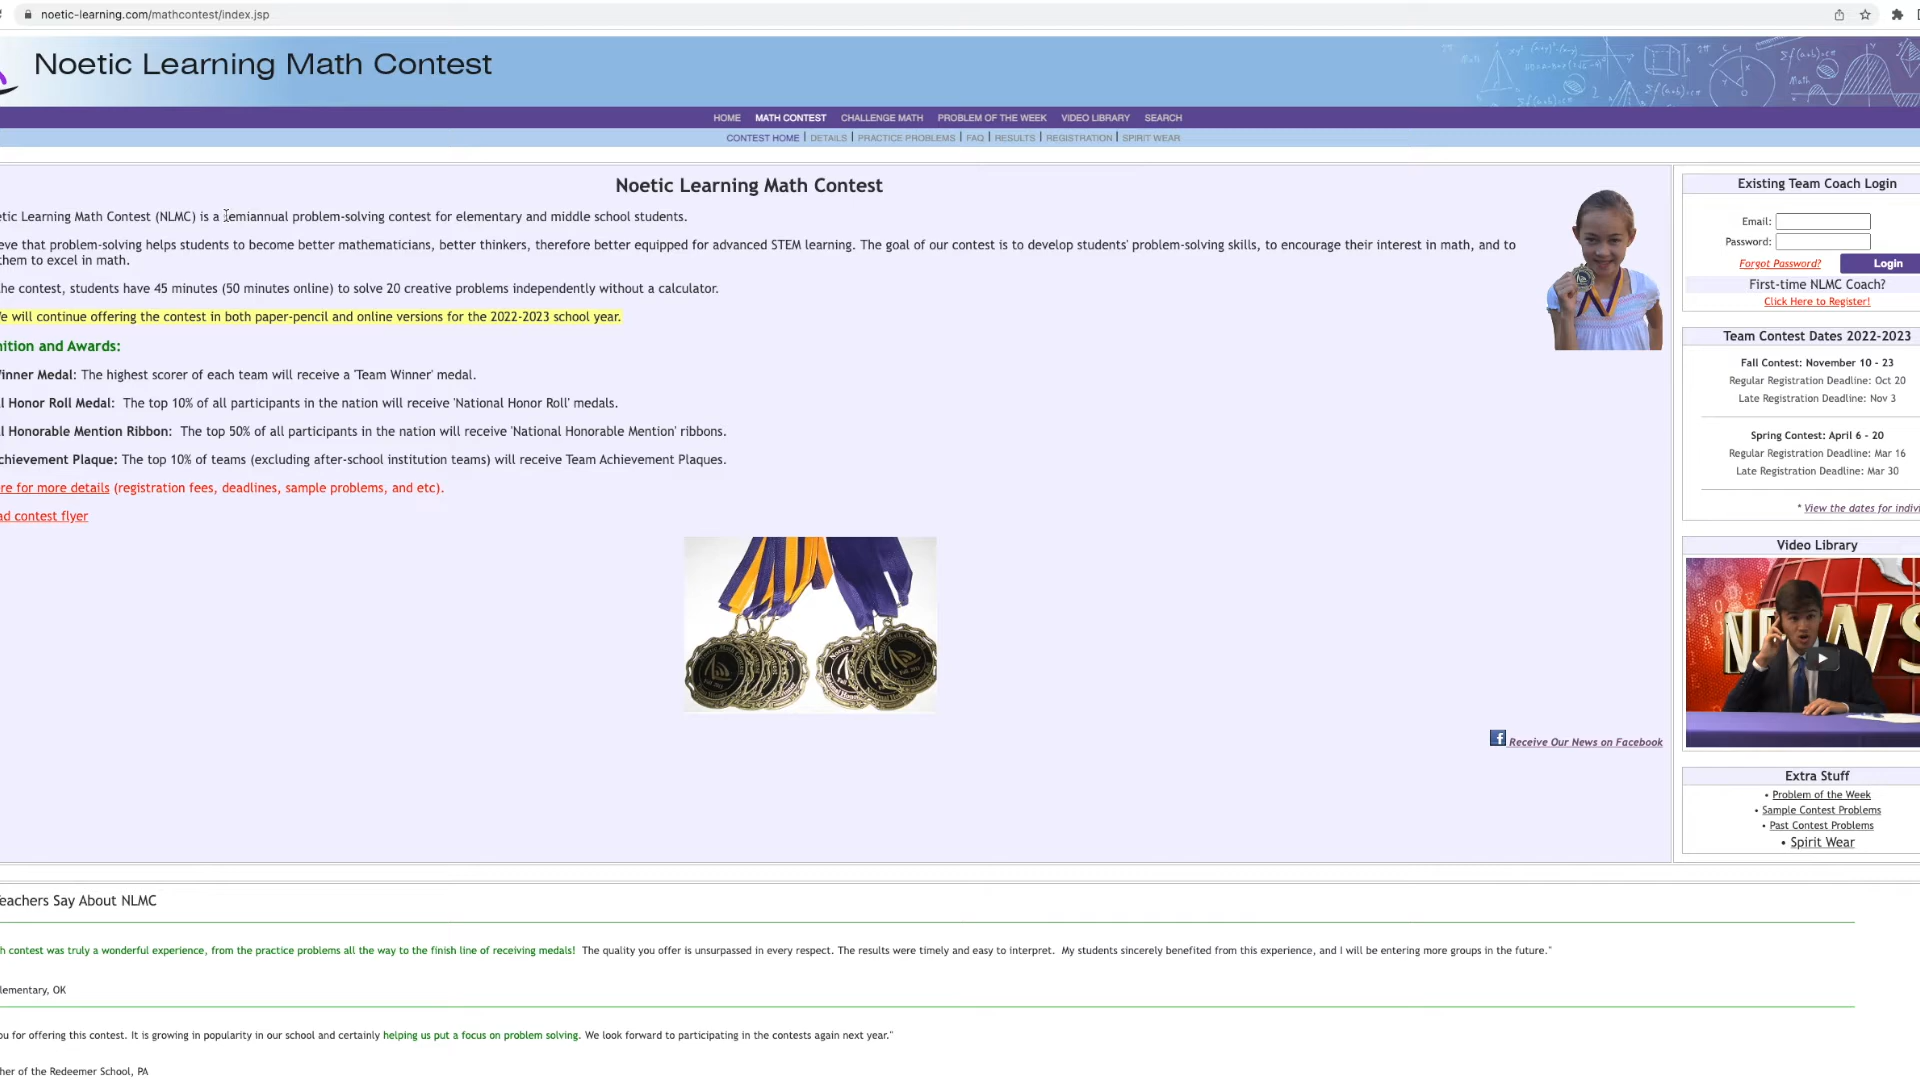 noetic-learning.com/mathcontest/index.jsp
Noetic Learning Math Contest
HOME MATH CONTEST CHALLENGE MATH PROBLEM OF THE WEEK VIDEO LIBRARY SEARCH
CONTEST HOME | DETAILS | PRACTICE PROBLEMS | FAQ | RESULTS | REGISTRATION | SPIRIT WEAR
Noetic Learning Math Contest
etic Learning Math Contest (NLMC) is a semiannual problem-solving contest for elementary and middle school students.
eve that problem-solving helps students to become better mathematicians, better thinkers, therefore better equipped for advanced STEM learning. The goal of our contest is to develop students' problem-solving skills, to encourage their interest in math, and to
them to excel in math.
he contest, students have 45 minutes (50 minutes online) to solve 20 creative problems independently without a calculator.
e will continue offering the contest in both paper-pencil and online versions for the 2022-2023 school year.
nition and Awards:
inner Medal: The highest scorer of each team will receive a 'Team Winner' medal.
l Honor Roll Medal: The top 10% of all participants in the nation will receive 'National Honor Roll' medals.
l Honorable Mention Ribbon: The top 50% of all participants in the nation will receive 'National Honorable Mention' ribbons.
chievement Plaque: The top 10% of teams (excluding after-school institution teams) will receive Team Achievement Plaques.
re for more details (registration fees, deadlines, sample problems, and etc).
ad contest flyer
Receive Our News on Facebook
Existing Team Coach Login
Email:
Password:
Forgot Password? Login
First-time NLMC Coach?
Click Here to Register!
Team Contest Dates 2022-2023
Fall Contest: November 10 - 23
Regular Registration Deadline: Oct 20
Late Registration Deadline: Nov 3
Spring Contest: April 6 - 20
Regular Registration Deadline: Mar 16
Late Registration Deadline: Mar 30
* View the dates for indivi
Video Library
NEWS
Extra Stuff
• Problem of the Week
• Sample Contest Problems
• Past Contest Problems
• Spirit Wear
eachers Say About NLMC
h contest was truly a wonderful experience, from the practice problems all the way to the finish line of receiving medals! The quality you offer is unsurpassed in every respect. The results were timely and easy to interpret. My students sincerely benefited from this experience, and I will be entering more groups in the future."
lementary, OK
ou for offering this contest. It is growing in popularity in our school and certainly helping us put a focus on problem solving. We look forward to participating in the contests again next year."
her of the Redeemer School, PA